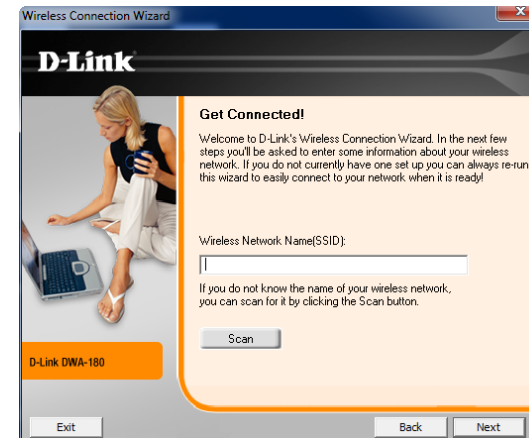 Wireless Connection Wizard
D-Link
Get Connected!
Welcome to D-Link's Wireless Connection Wizard. In the next few
steps you'll be asked to enter some information about your wireless
network. If you do not currently have one set up you can always re-run
this wizard to easily connect to your network when it is ready!
Wireless Network Name(SSID):
If you do not know the name of your wireless network,
you can scan for it by clicking the Scan button.
Scan
D-Link DWA-180
Exit
Back
Next